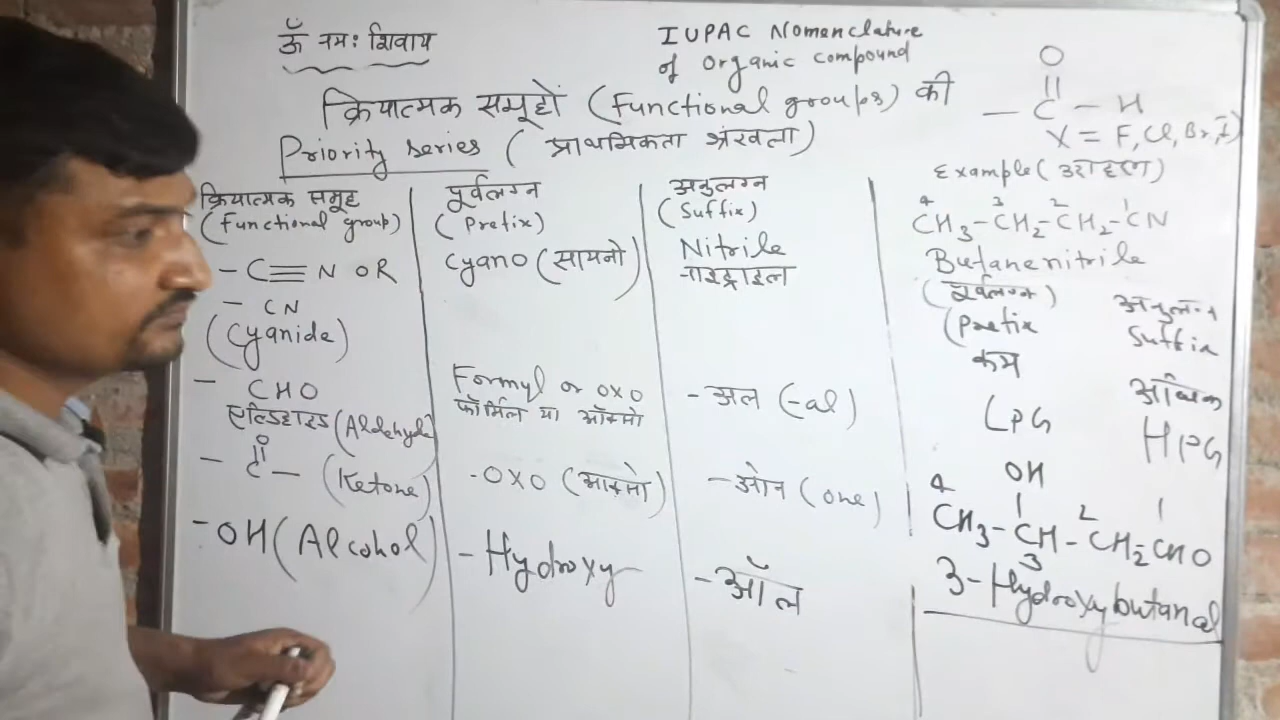 ॐ नमः शिवाय
IUPAC Nomenclature
of organic compound
क्रियात्मक समूहों (Functional groups) की
Priority series (प्राथमिकता श्रंखला)
O
— C — H
X = F, Cl, Br, I)
क्रियात्मक समूह
(Functional group)
- C≡N OR
- CN
(Cyanide)
- CHO
एल्डिहाइड (Aldehyde)
O
- C - (Ketone)
- OH (Alcohol)
पूर्वलग्न
(Prefix)
Cyano (सायनो)
Formyl or oxo
फॉर्मिल या ऑक्सो
-oxo (आक्सो)
- Hydroxy
अनुलग्न
(Suffix)
Nitrile
नाइट्राइल
- अल (-al)
- ओन (one)
- ऑल
Example (उदाहरण)
4 3 2 1
CH3-CH2-CH2-CN
Butanenitrile
(पूर्वलग्न) अनुलग्न
(Prefix Suffix
कम अधिक
LPG HPG
OH
4 2 1
CH3-CH-CH2CHO
3
3-Hydroxybutanal